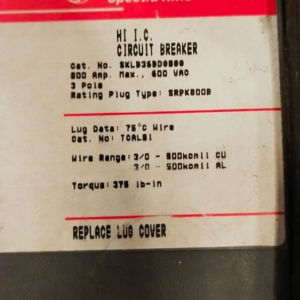 HI I.C.
CIRCUIT BREAKER
Cat. No. SKLB36BD0800
800 Amp. Max., 600 VAC
3 Pole
Rating Plug Type: SRPK800B
Lug Data: 75°C Wire
Cat. No: TCAL81
Wire Range: 3/0 - 500kcmil CU
3/0 - 500kcmil AL
Torque: 375 lb-in
REPLACE LUG COVER